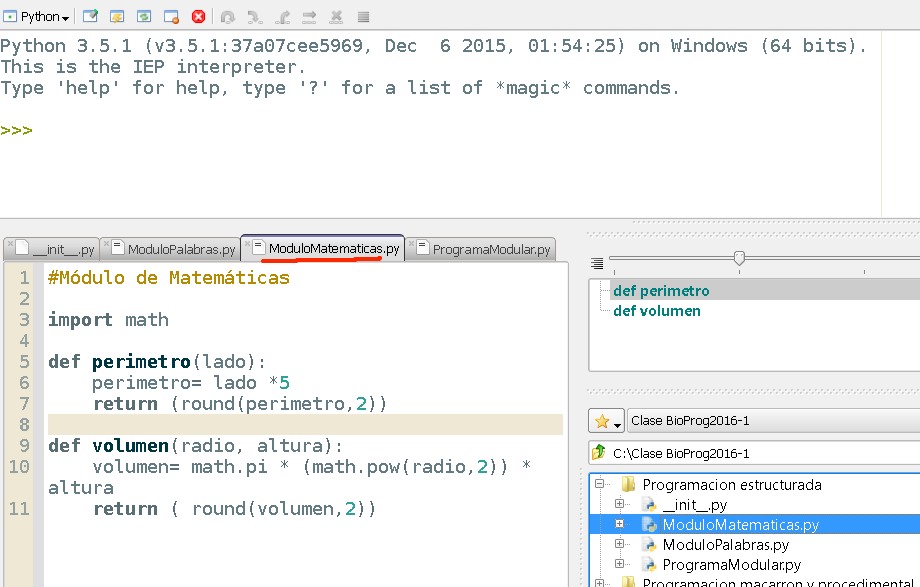 Python
Python 3.5.1 (v3.5.1:37a07cee5969, Dec  6 2015, 01:54:25) on Windows (64 bits).
This is the IEP interpreter.
Type 'help' for help, type '?' for a list of *magic* commands.
>>>
__init__.py ModuloPalabras.py ModuloMatematicas.py ProgramaModular.py
1 #Módulo de Matemáticas
2
3 import math
4
5 def perimetro(lado):
6     perimetro= lado *5
7     return (round(perimetro,2))
8
9 def volumen(radio, altura):
10     volumen= math.pi * (math.pow(radio,2)) *
altura
11     return ( round(volumen,2))
def perimetro
def volumen
Clase BioProg2016-1
C:\Clase BioProg2016-1
Programacion estructurada
__init__.py
ModuloMatematicas.py
ModuloPalabras.py
ProgramaModular.py
Programacion macarron y procedimental